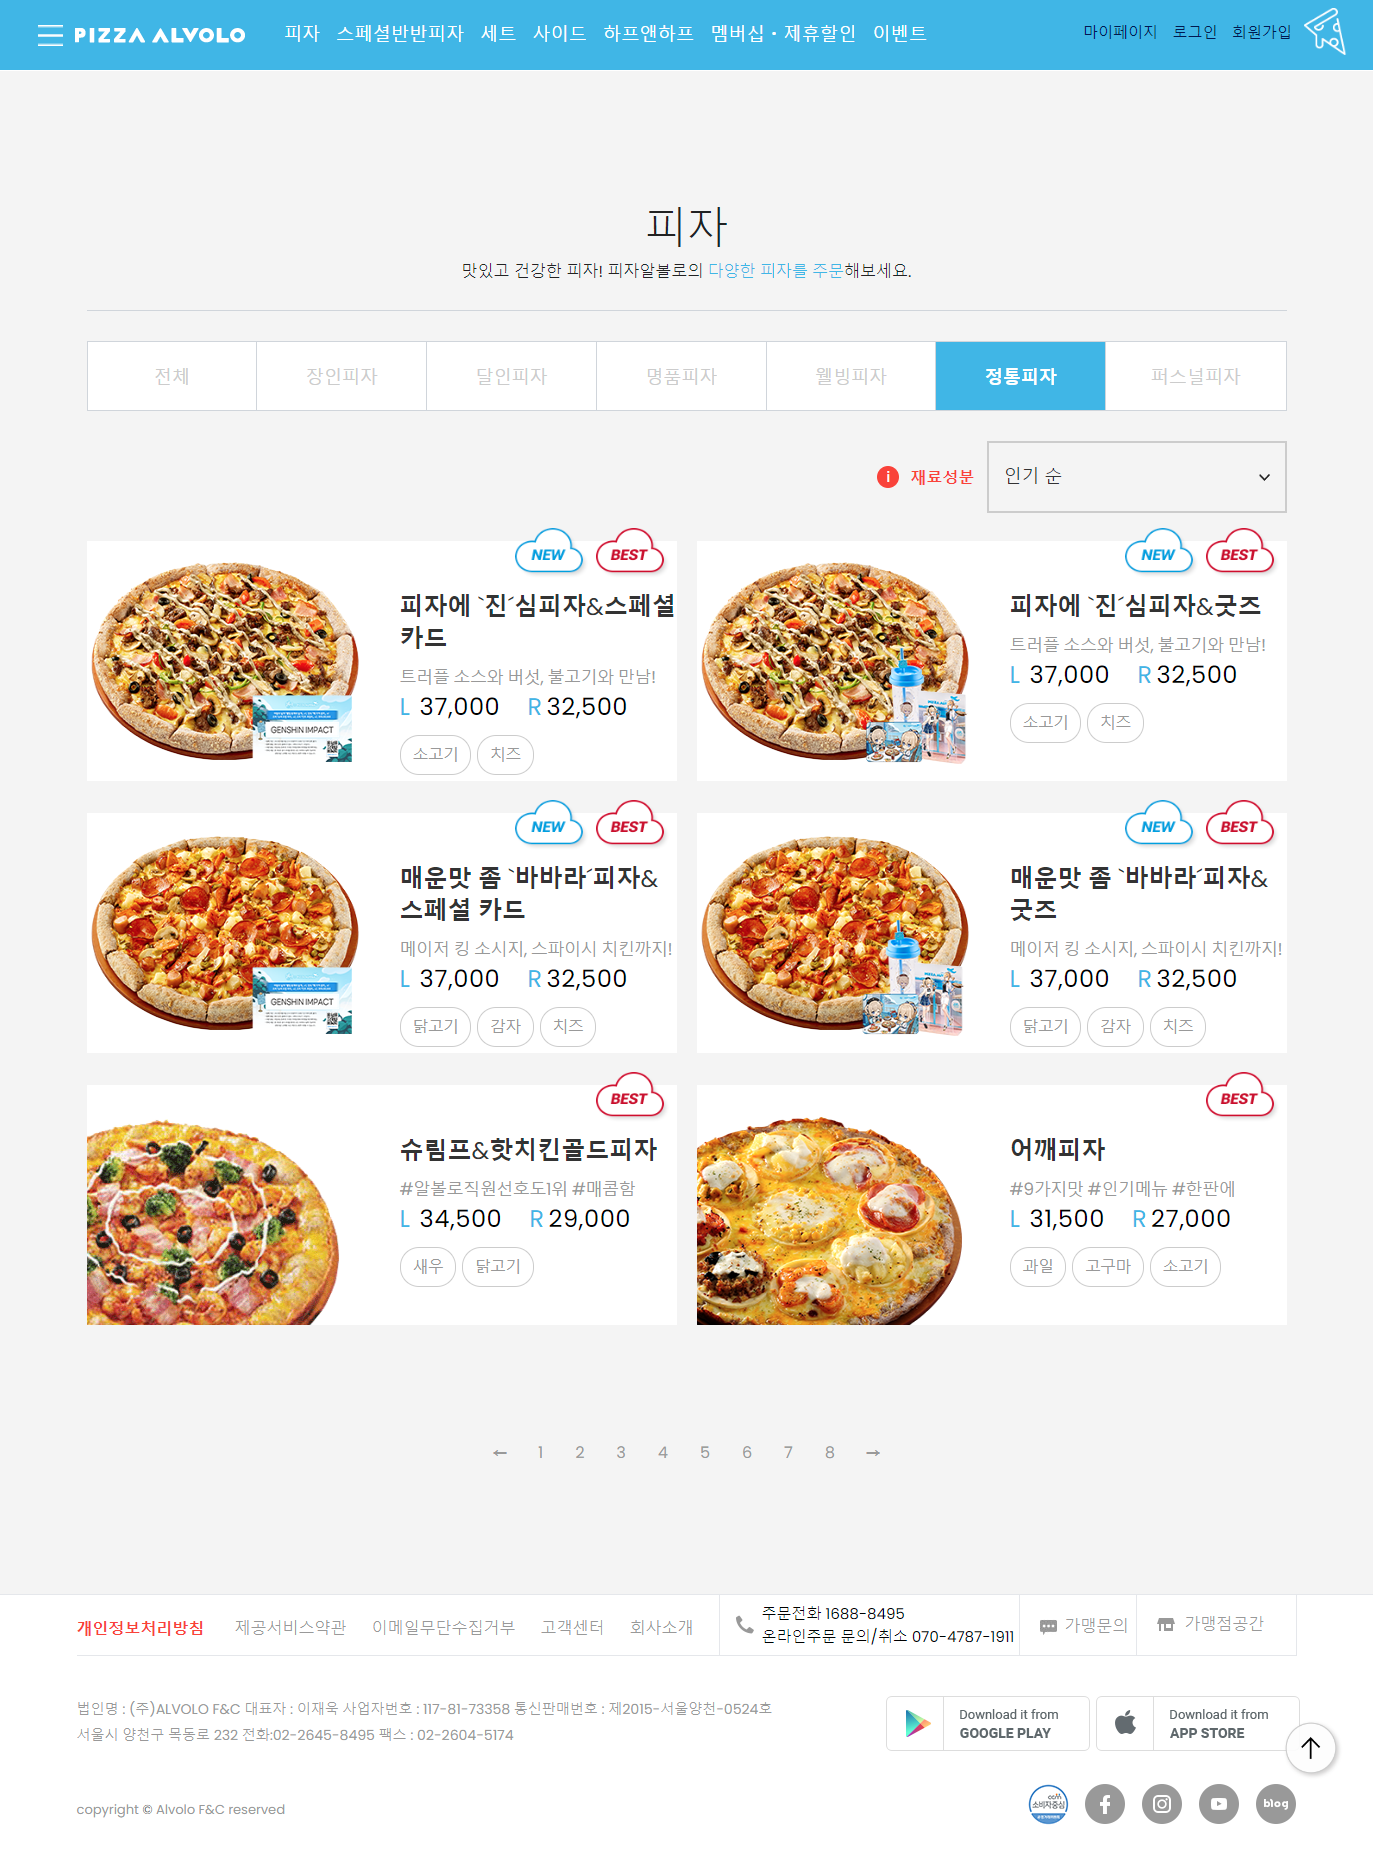 PIZZA ALVOLO 피자 스페셜반반피자 세트 사이드 하프앤하프 멤버십·제휴할인 이벤트 마이페이지 로그인 회원가입
피자
맛있고 건강한 피자! 피자알볼로의 다양한 피자를 주문해보세요.
전체 장인피자 달인피자 명품피자 웰빙피자 정통피자 퍼스널피자
i 재료성분 인기 순
NEW BEST
피자에 `진´심피자&스페셜
카드
트러플 소스와 버섯, 불고기와 만남!
L 37,000 R 32,500
소고기 치즈
GENSHIN IMPACT
NEW BEST
피자에 `진´심피자&굿즈
트러플 소스와 버섯, 불고기와 만남!
L 37,000 R 32,500
소고기 치즈
NEW BEST
매운맛 좀 `바바라´피자&
스페셜 카드
메이저 킹 소시지, 스파이시 치킨까지!
L 37,000 R 32,500
닭고기 감자 치즈
GENSHIN IMPACT
NEW BEST
매운맛 좀 `바바라´피자&
굿즈
메이저 킹 소시지, 스파이시 치킨까지!
L 37,000 R 32,500
닭고기 감자 치즈
BEST
슈림프&핫치킨골드피자
#알볼로직원선호도1위 #매콤함
L 34,500 R 29,000
새우 닭고기
BEST
어깨피자
#9가지맛 #인기메뉴 #한판에
L 31,500 R 27,000
과일 고구마 소고기
← 1 2 3 4 5 6 7 8 →
개인정보처리방침 제공서비스약관 이메일무단수집거부 고객센터 회사소개
주문전화 1688-8495
온라인주문 문의/취소 070-4787-1911
가맹문의 가맹점공간
법인명 : (주)ALVOLO F&C 대표자 : 이재욱 사업자번호 : 117-81-73358 통신판매번호 : 제2015-서울양천-0524호
서울시 양천구 목동로 232 전화:02-2645-8495 팩스 : 02-2604-5174
Download it from
GOOGLE PLAY
Download it from
APP STORE
copyright © Alvolo F&C reserved
소비자중심
blog